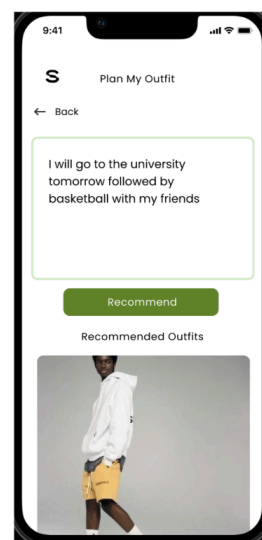 9:41
S
Plan My Outfit
← Back
I will go to the university
tomorrow followed by
basketball with my friends
Recommend
Recommended Outfits